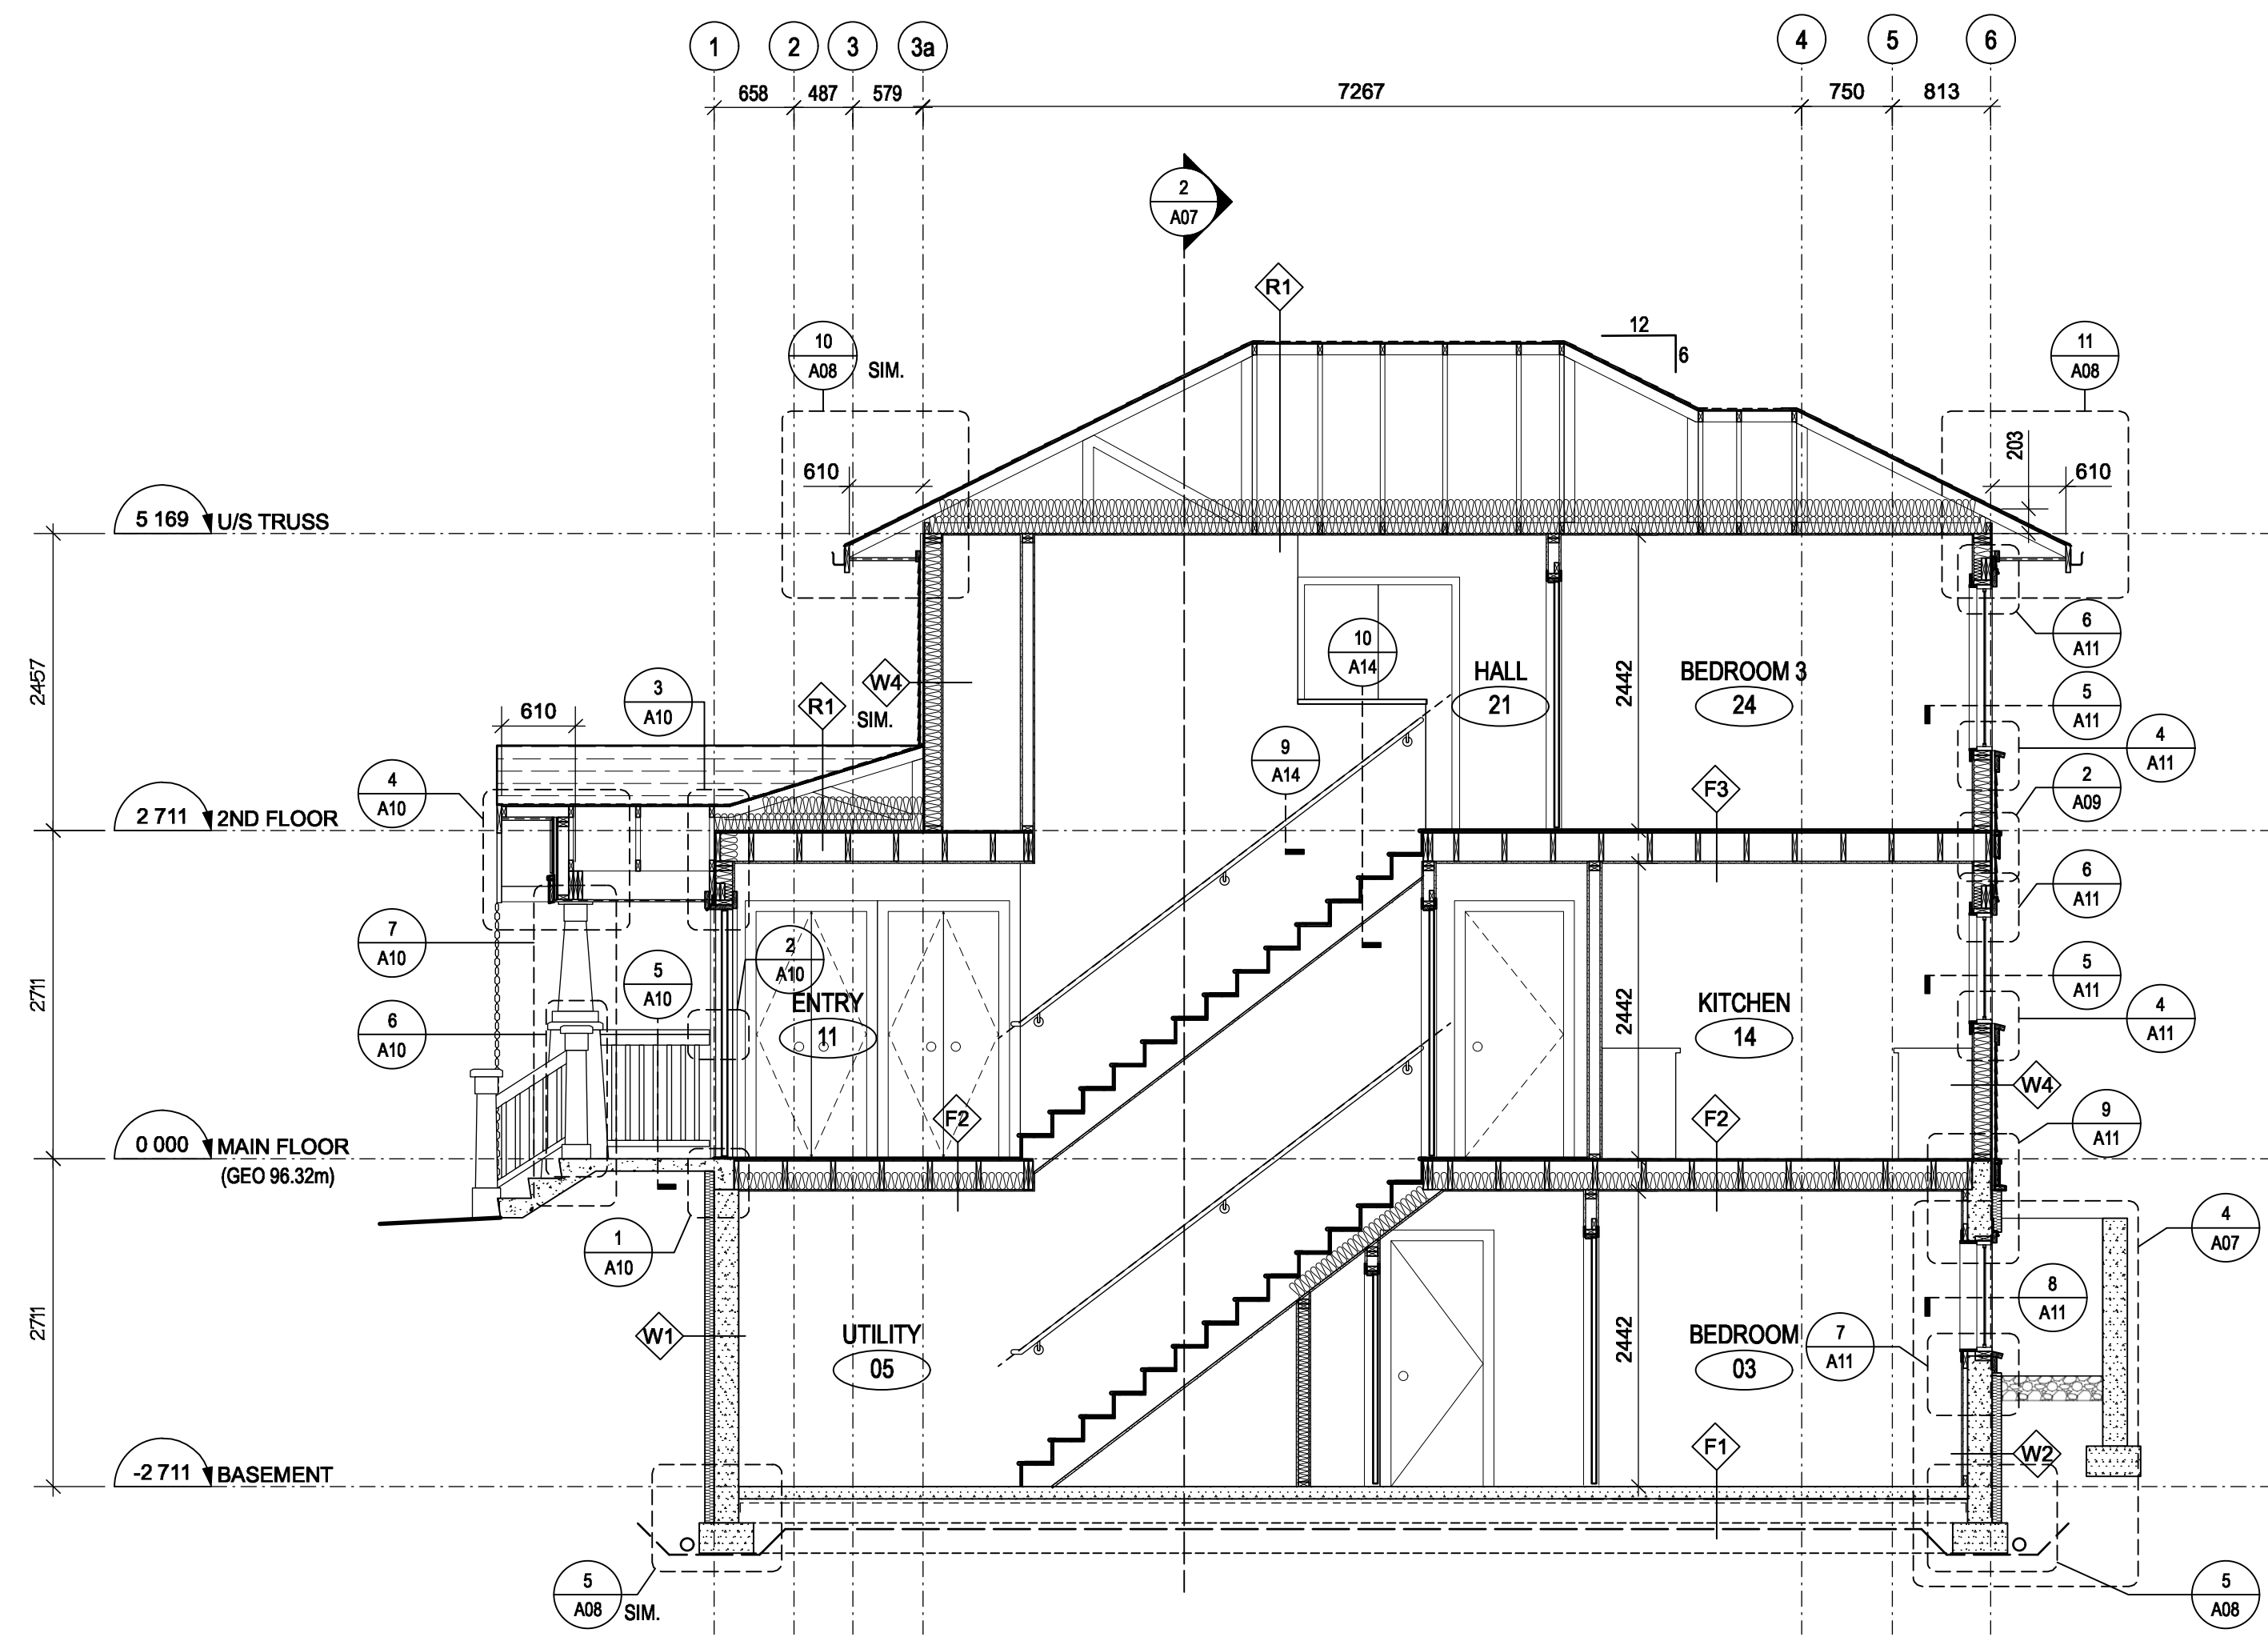 1
2
3
3a
4
5
6
658
487
579
7267
750
813
2
A07
R1
12
6
10
A08
SIM.
11
A08
203
610
610
5 169
U/S TRUSS
2457
10
A14
HALL
21
2442
BEDROOM 3
24
6
A11
W4
3
A10
R1
SIM.
610
5
A11
4
A11
9
A14
4
A10
F3
2
A09
2 711
2ND FLOOR
6
A11
7
A10
2
A10
5
A10
5
A11
2711
ENTRY
11
2442
KITCHEN
14
4
A11
6
A10
W4
F2
F2
9
A11
0 000
MAIN FLOOR
(GEO 96.32m)
1
A10
4
A07
8
A11
2711
W1
UTILITY
05
2442
BEDROOM
03
7
A11
F1
W2
-2 711
BASEMENT
5
A08
SIM.
5
A08